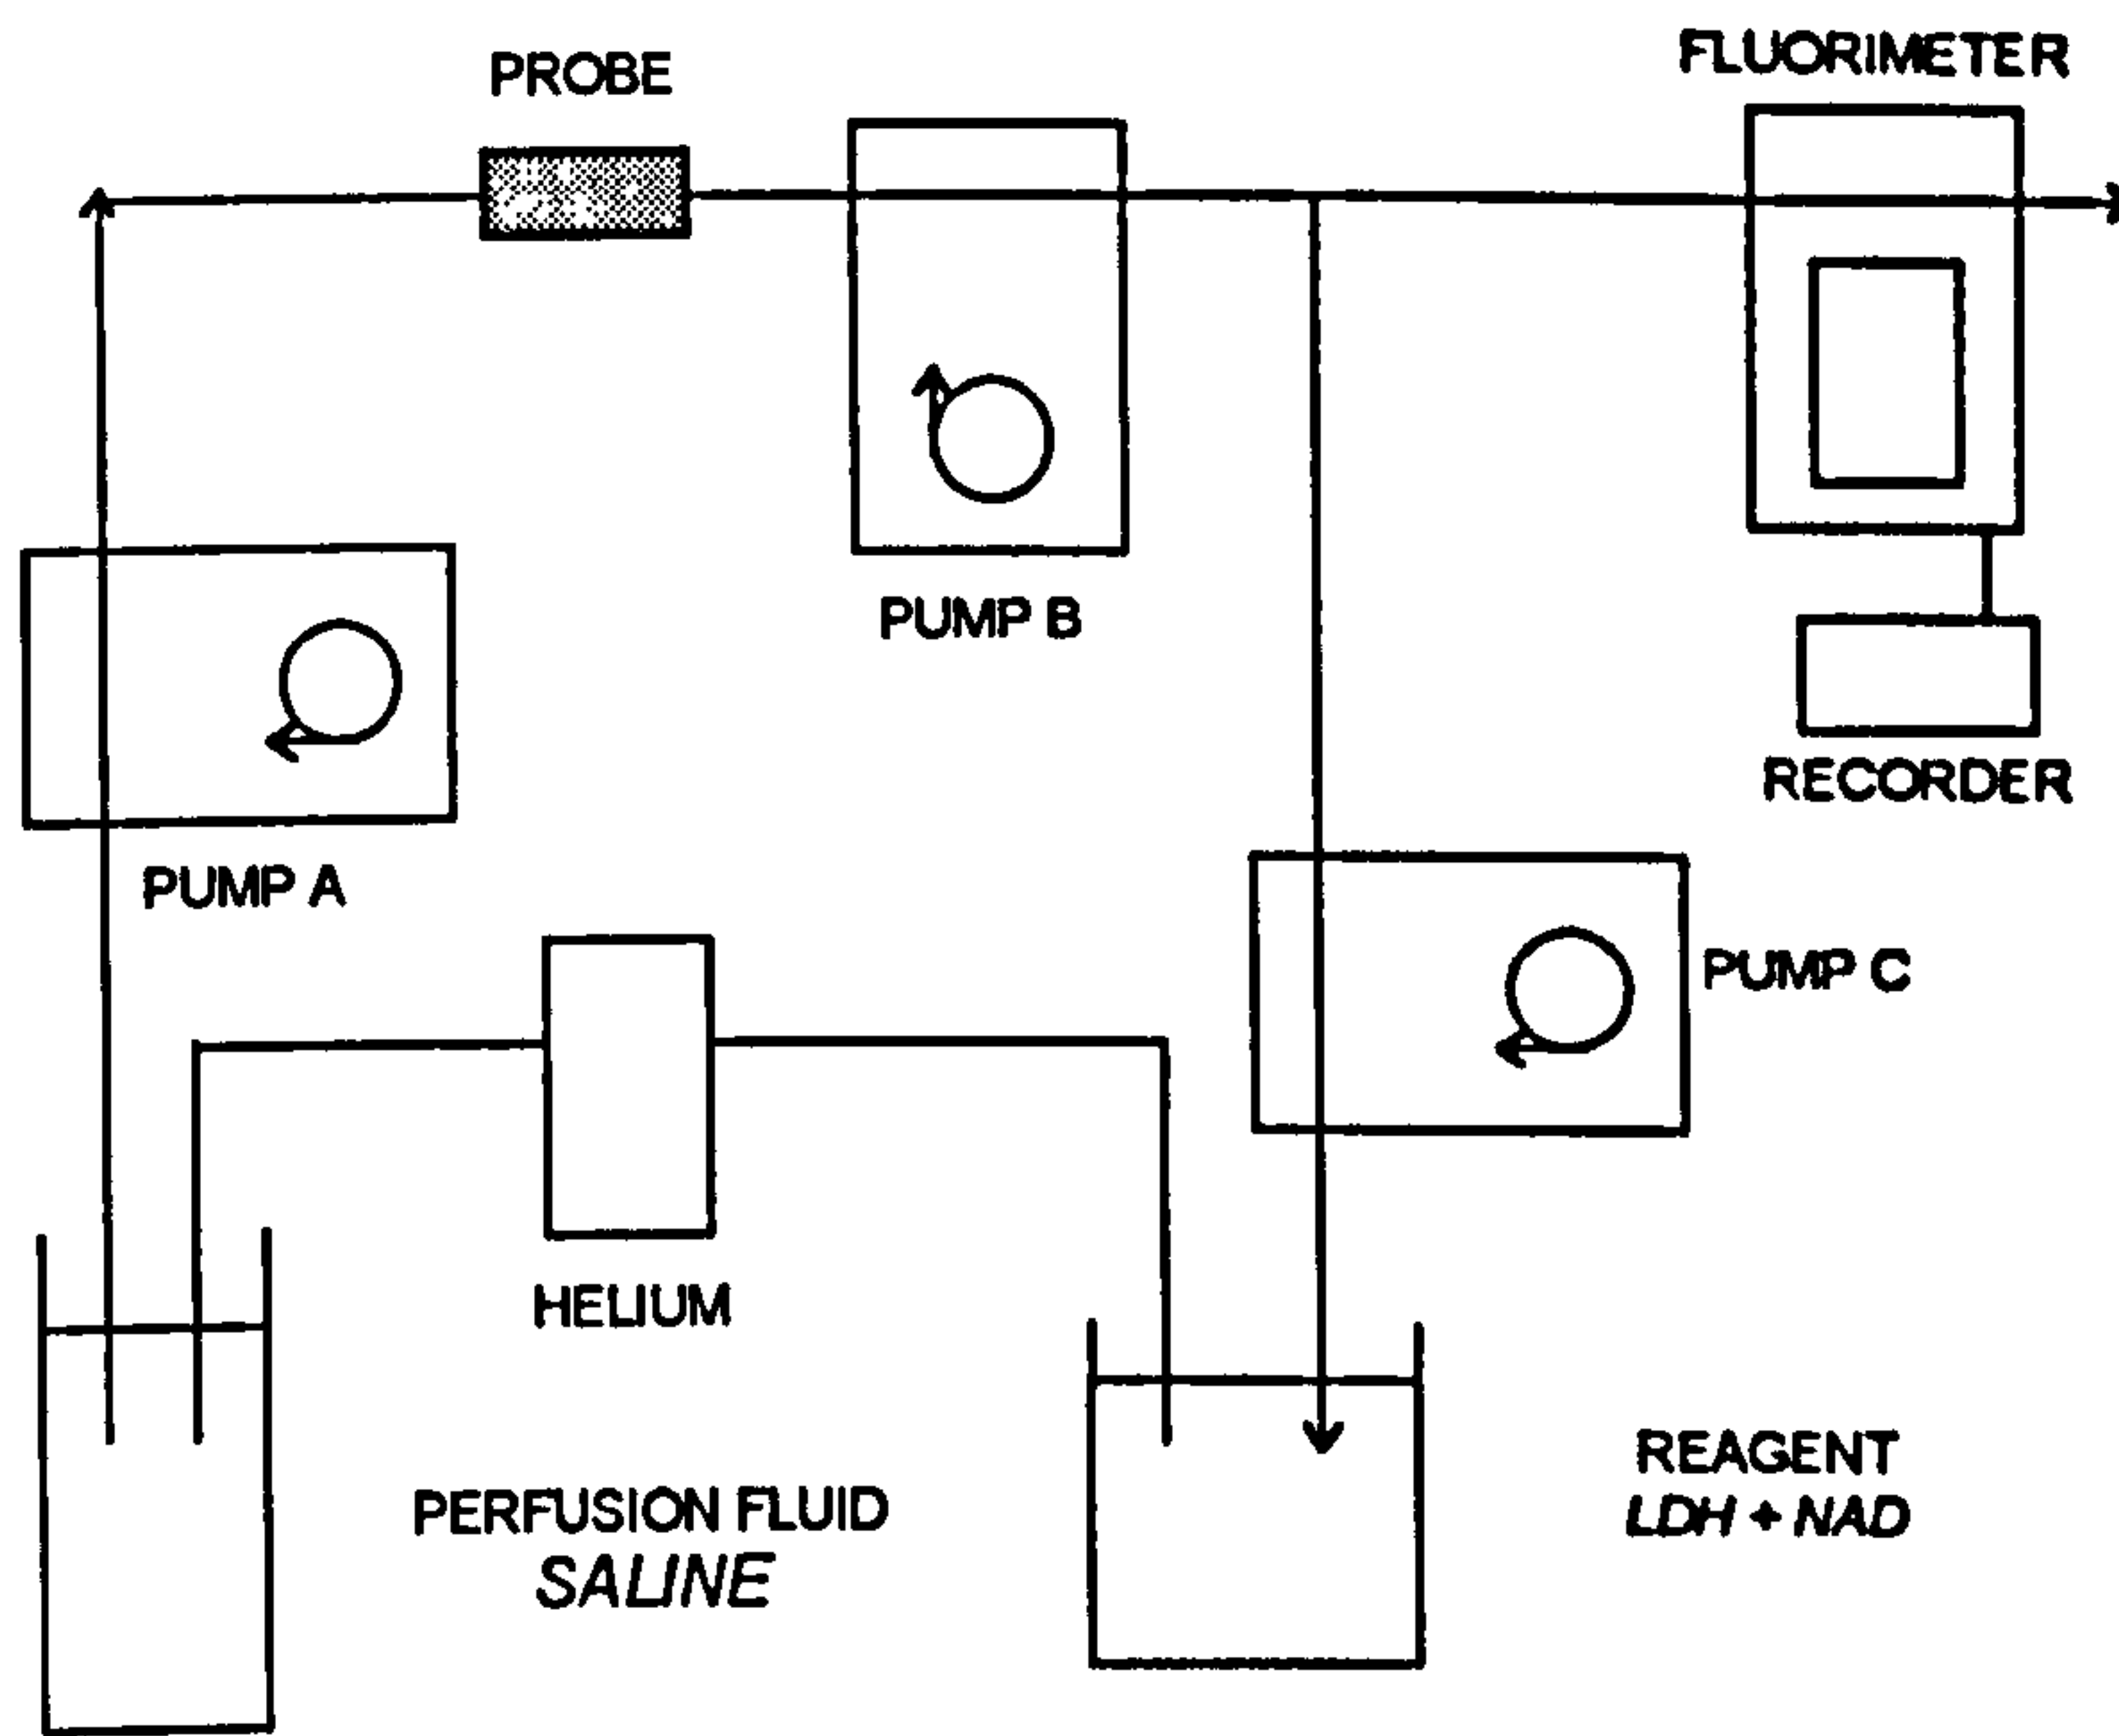 PROBE
FLUORIMETER
PUMP B
RECORDER
PUMP A
PUMP C
HELIUM
PERFUSION FLUID
SALINE
REAGENT
LDH + NAD